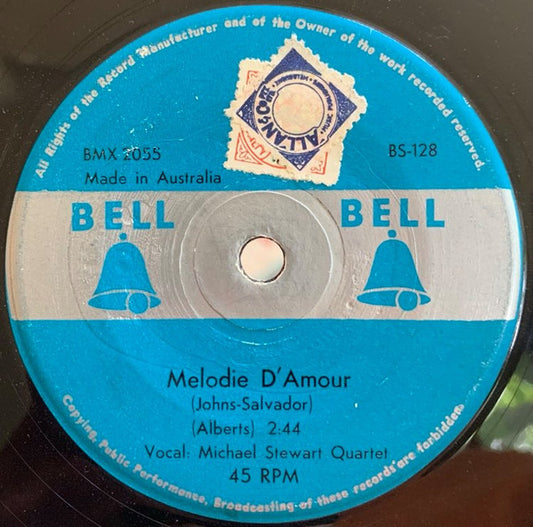 All Rights of the Record Manufacturer and of the Owner of the work recorded reserved.
ALLAN & CO
BMX 2055
BS-128
Made in Australia
BELL
BELL
Melodie D'Amour
(Johns-Salvador)
(Alberts) 2:44
Vocal: Michael Stewart Quartet
45 RPM
Copying, Public Performance, Broadcasting of these records are forbidden.